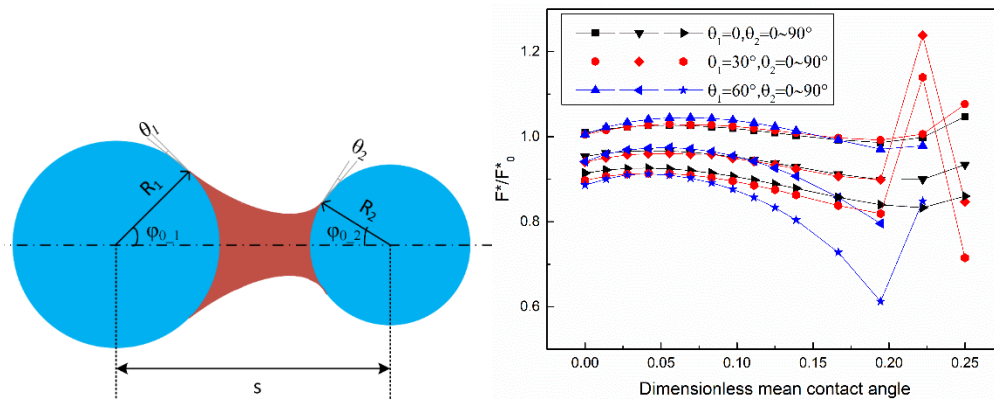 θ₁
θ₂
R₁
R₂
φ₀_₁
φ₀_₂
s
F*/F*₀
1.2
1.0
0.8
0.6
θ₁=0,θ₂=0~90°
θ₁=30°,θ₂=0~90°
θ₁=60°,θ₂=0~90°
0.00 0.05 0.10 0.15 0.20 0.25
Dimensionless mean contact angle